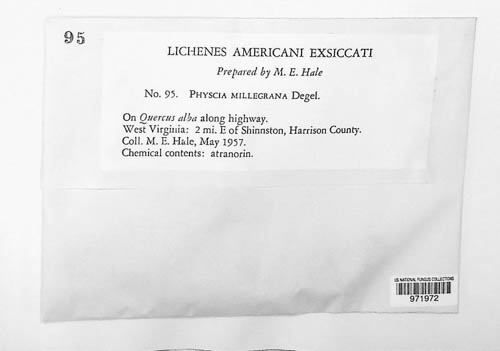 95
LICHENES AMERICANI EXSICCATI
Prepared by M. E. Hale
No. 95. PHYSCIA MILLEGRANA Degel.
On Quercus alba along highway.
West Virginia: 2 mi. E of Shinnston, Harrison County.
Coll. M. E. Hale, May 1957.
Chemical contents: atranorin.
US NATIONAL FUNGUS COLLECTIONS
971972